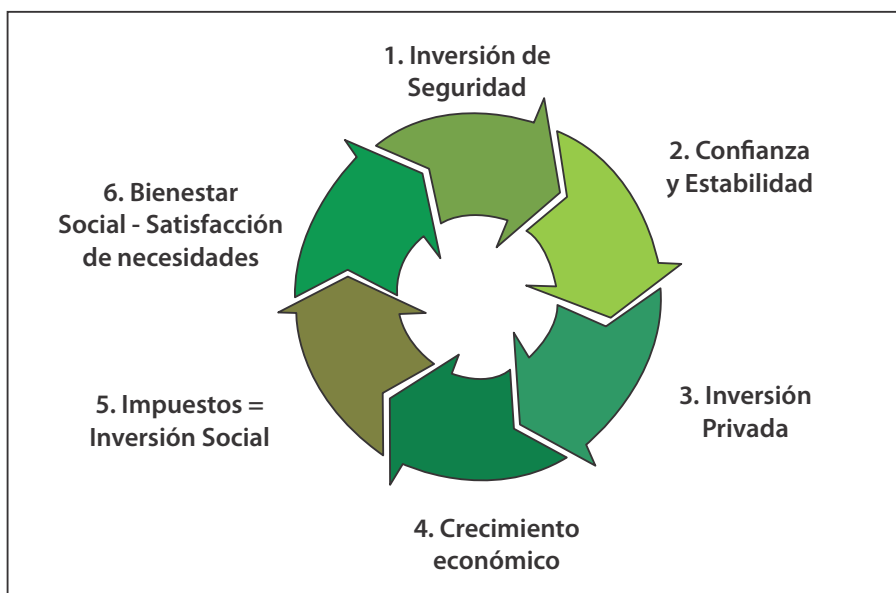 1. Inversión de
Seguridad
2. Confianza
y Estabilidad
3. Inversión
Privada
4. Crecimiento
económico
5. Impuestos =
Inversión Social
6. Bienestar
Social - Satisfacción
de necesidades